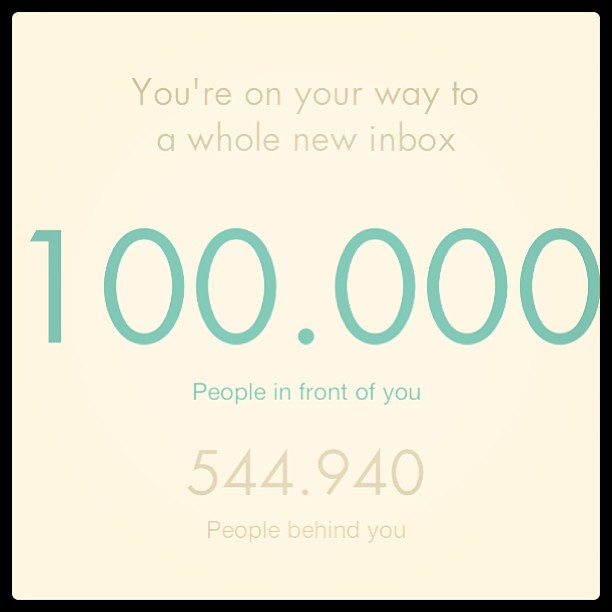 You're on your way to
a whole new inbox
100.000
People in front of you
544.940
People behind you